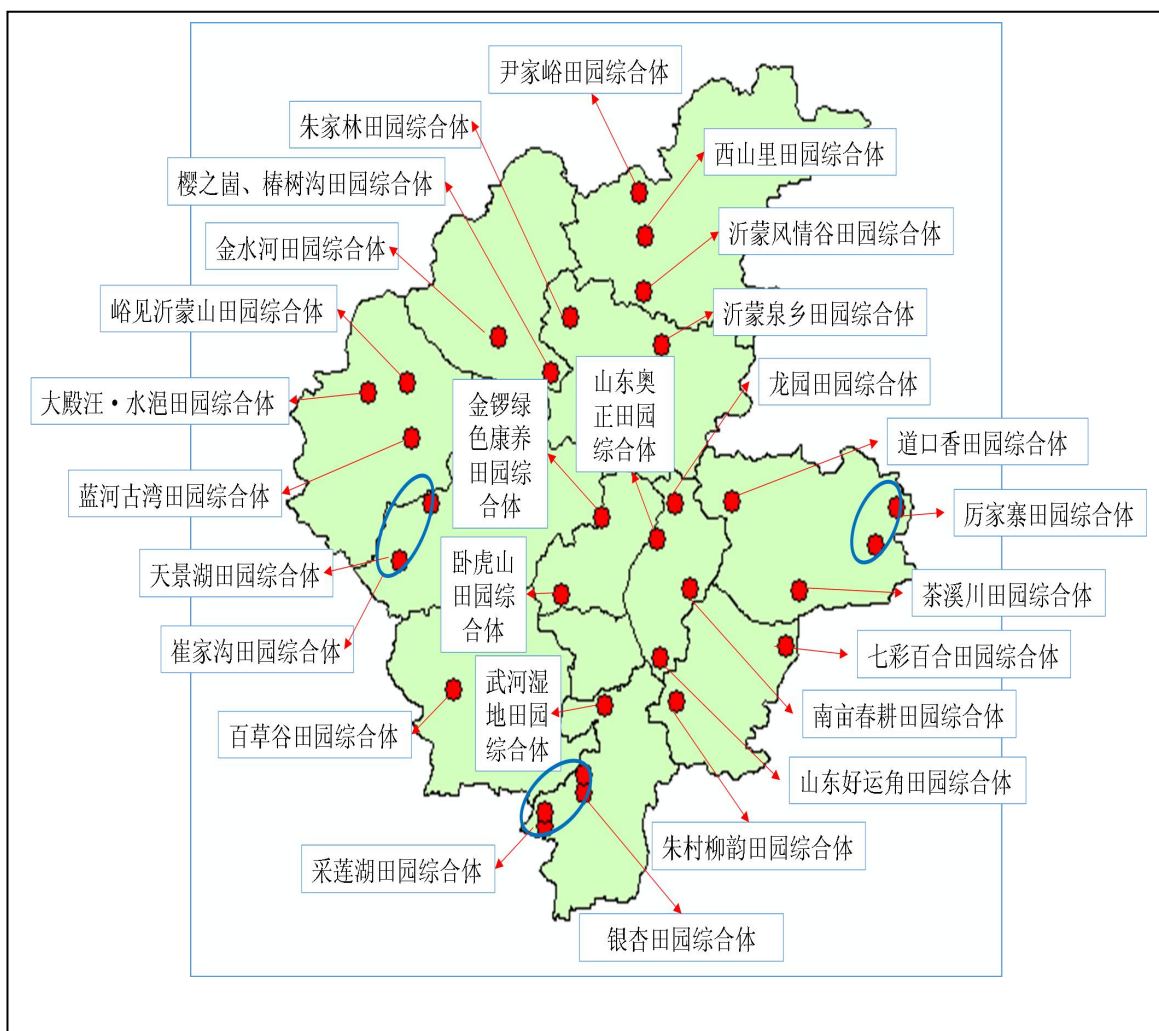 尹家峪田园综合体
朱家林田园综合体
西山里田园综合体
樱之崮、椿树沟田园综合体
沂蒙风情谷田园综合体
金水河田园综合体
峪见沂蒙山田园综合体
沂蒙泉乡田园综合体
龙园田园综合体
山东奥
正田园
综合体
大殿汪·水浥田园综合体
金锣绿
色康养
田园综
合体
道口香田园综合体
蓝河古湾田园综合体
厉家寨田园综合体
天景湖田园综合体
卧虎山
田园综
合体
茶溪川田园综合体
崔家沟田园综合体
七彩百合田园综合体
武河湿
地田园
综合体
南亩春耕田园综合体
百草谷田园综合体
山东好运角田园综合体
朱村柳韵田园综合体
采莲湖田园综合体
银杏田园综合体